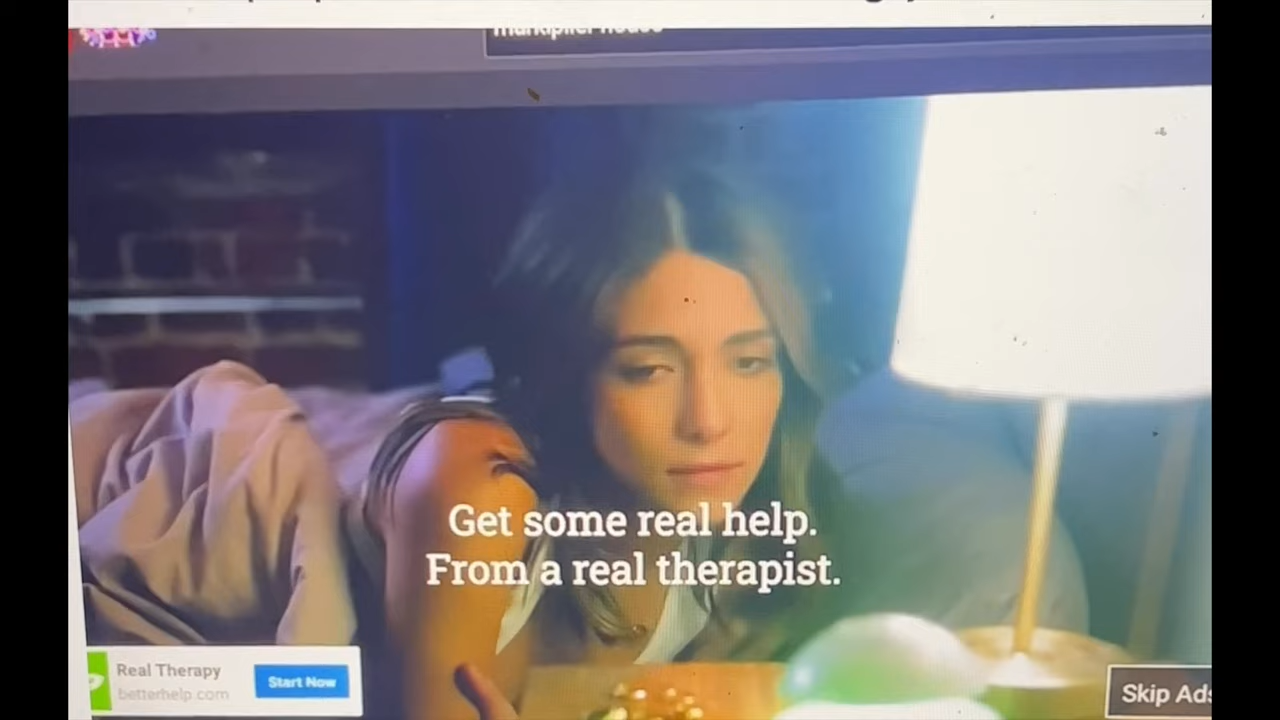 Get some real help.
From a real therapist.
Real Therapy
betterhelp.com
Start Now
Skip Ads